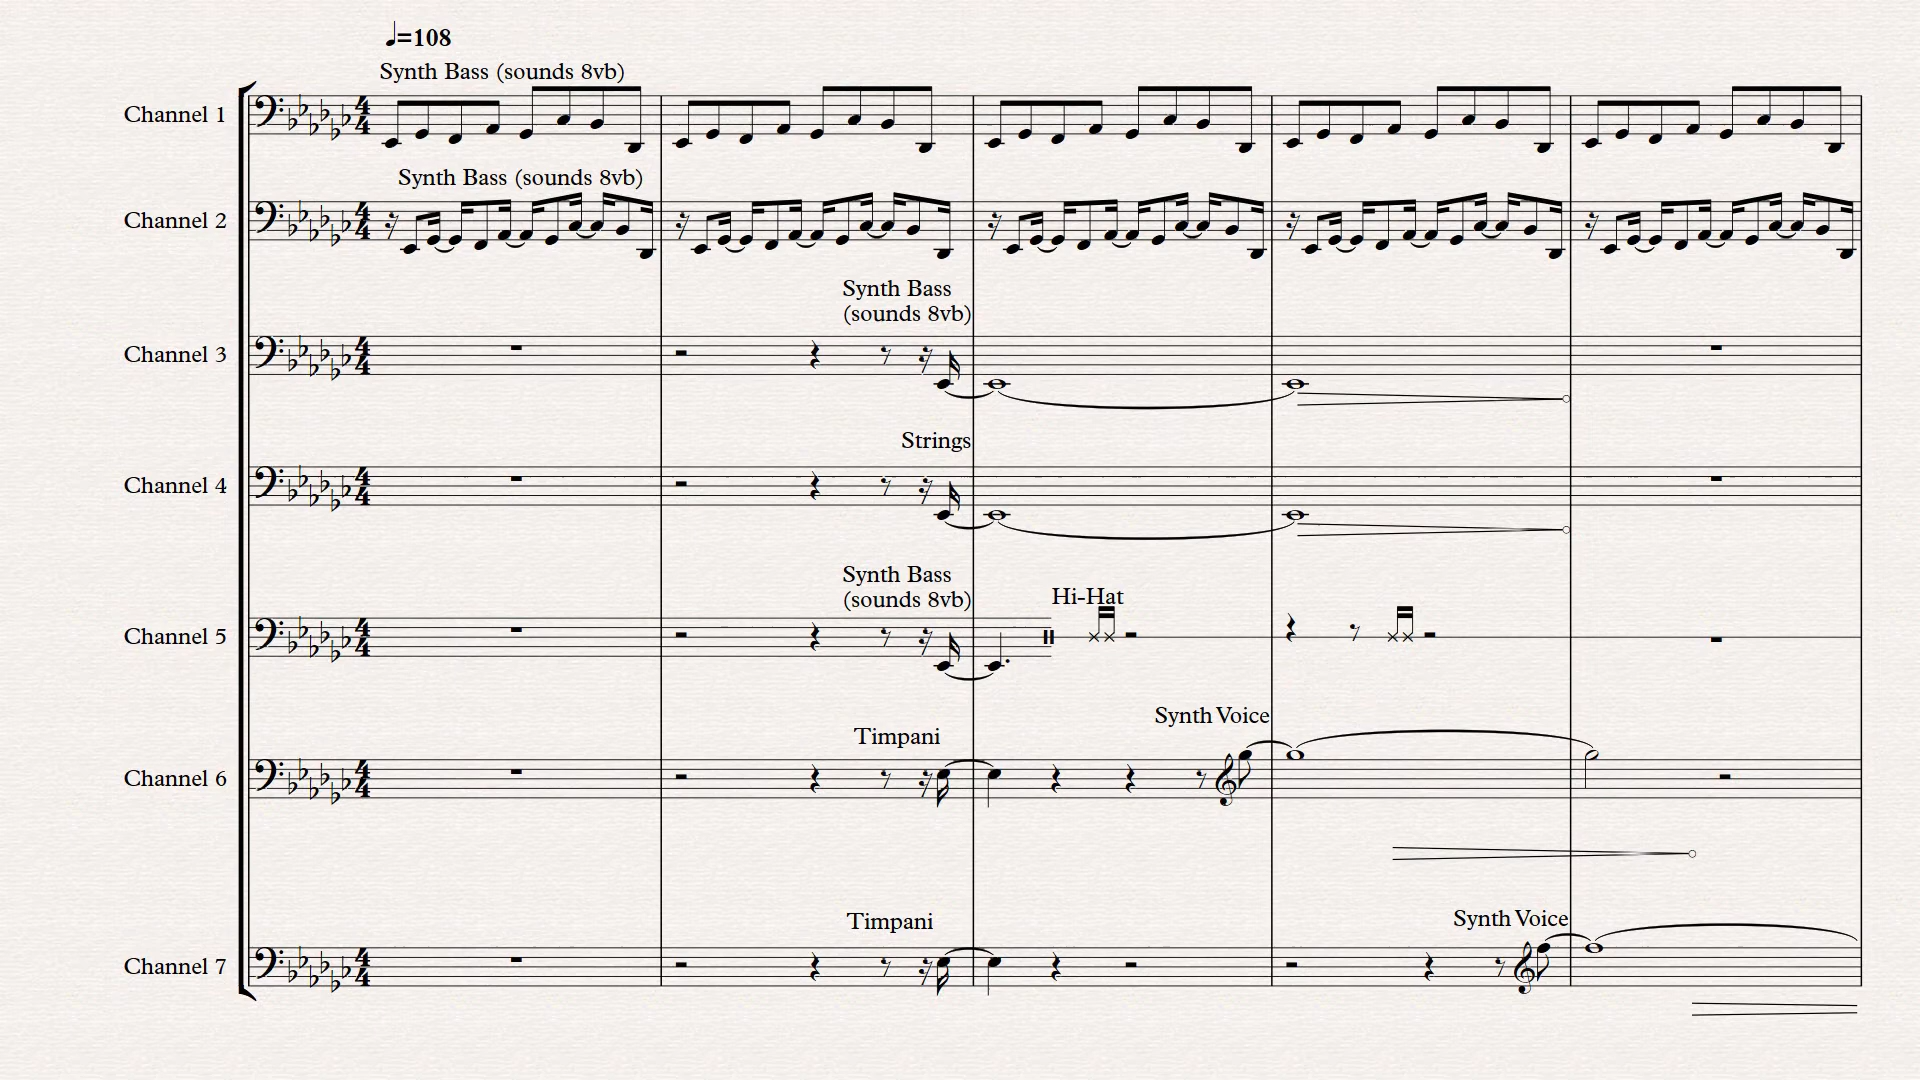 ♩=108
Synth Bass (sounds 8vb)
Channel 1
Synth Bass (sounds 8vb)
Channel 2
Synth Bass
(sounds 8vb)
Channel 3
Strings
Channel 4
Synth Bass
(sounds 8vb)
Hi-Hat
Channel 5
Synth Voice
Timpani
Channel 6
Synth Voice
Timpani
Channel 7